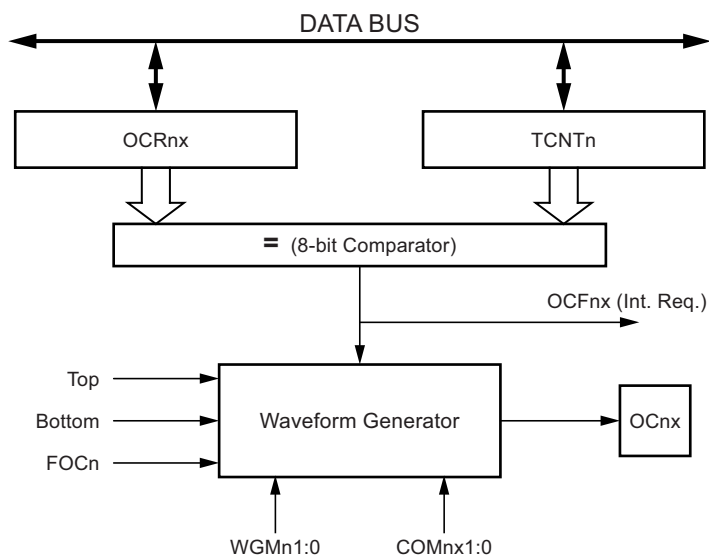 DATA BUS
OCRnx
TCNTn
= (8-bit Comparator)
OCFnx (Int. Req.)
Top
Bottom
FOCn
Waveform Generator
OCnx
WGMn1:0
COMnx1:0